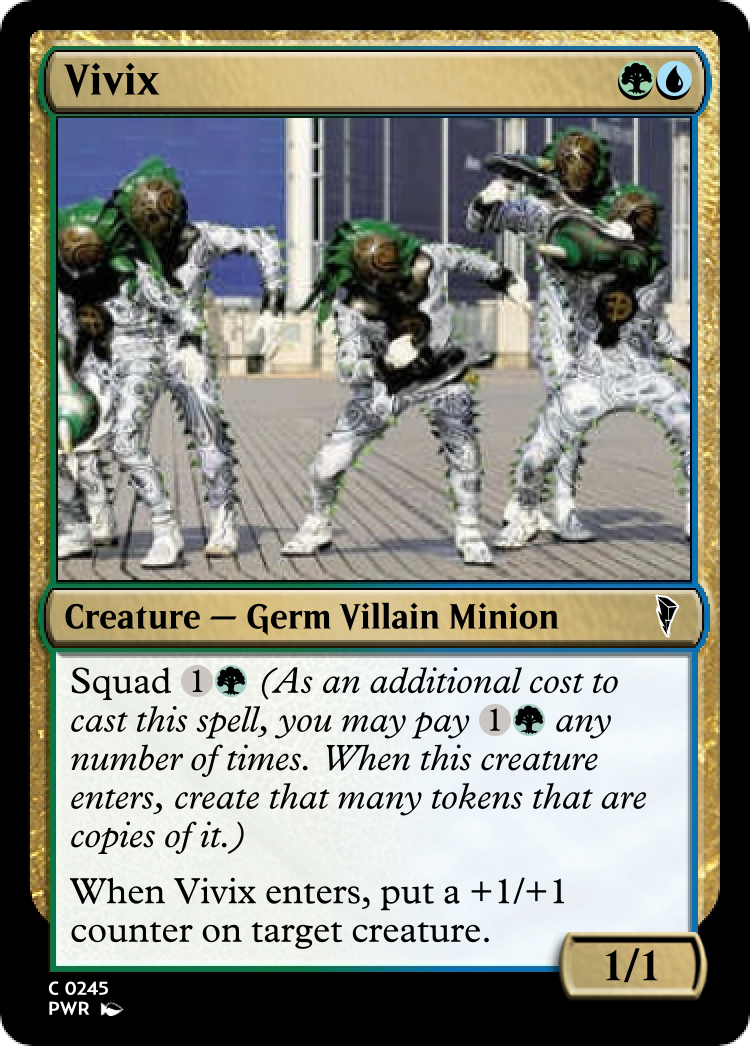 Vivix
Creature — Germ Villain Minion
Squad 1 (As an additional cost to
cast this spell, you may pay 1 any
number of times. When this creature
enters, create that many tokens that are
copies of it.)
When Vivix enters, put a +1/+1
counter on target creature.
1/1
C 0245
PWR